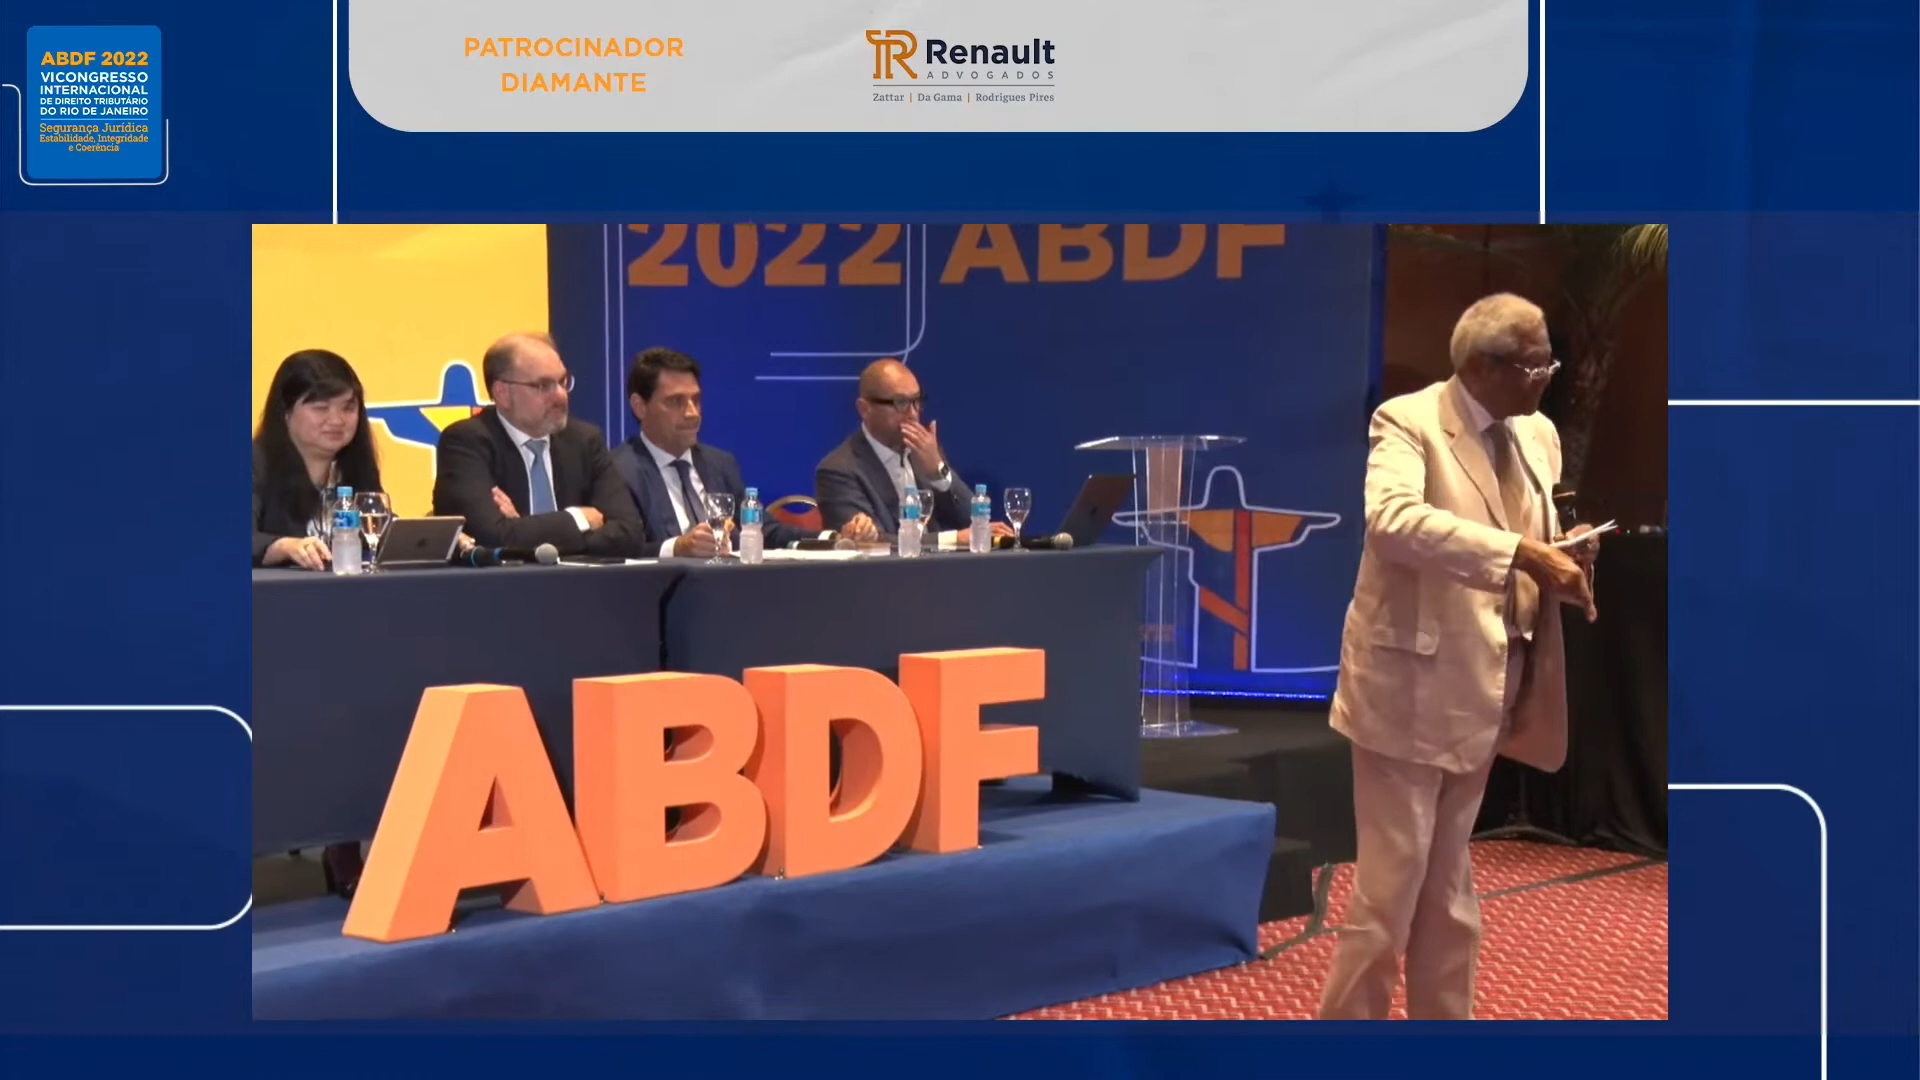 ABDF 2022
VI CONGRESSO
INTERNACIONAL
DE DIREITO TRIBUTÁRIO
DO RIO DE JANEIRO
Segurança Jurídica
Estabilidade, Integridade
e Coerência
PATROCINADOR
DIAMANTE
R Renault
ADVOGADOS
Zattar | Da Gama | Rodrigues Pires
2022 ABDF
ABDF